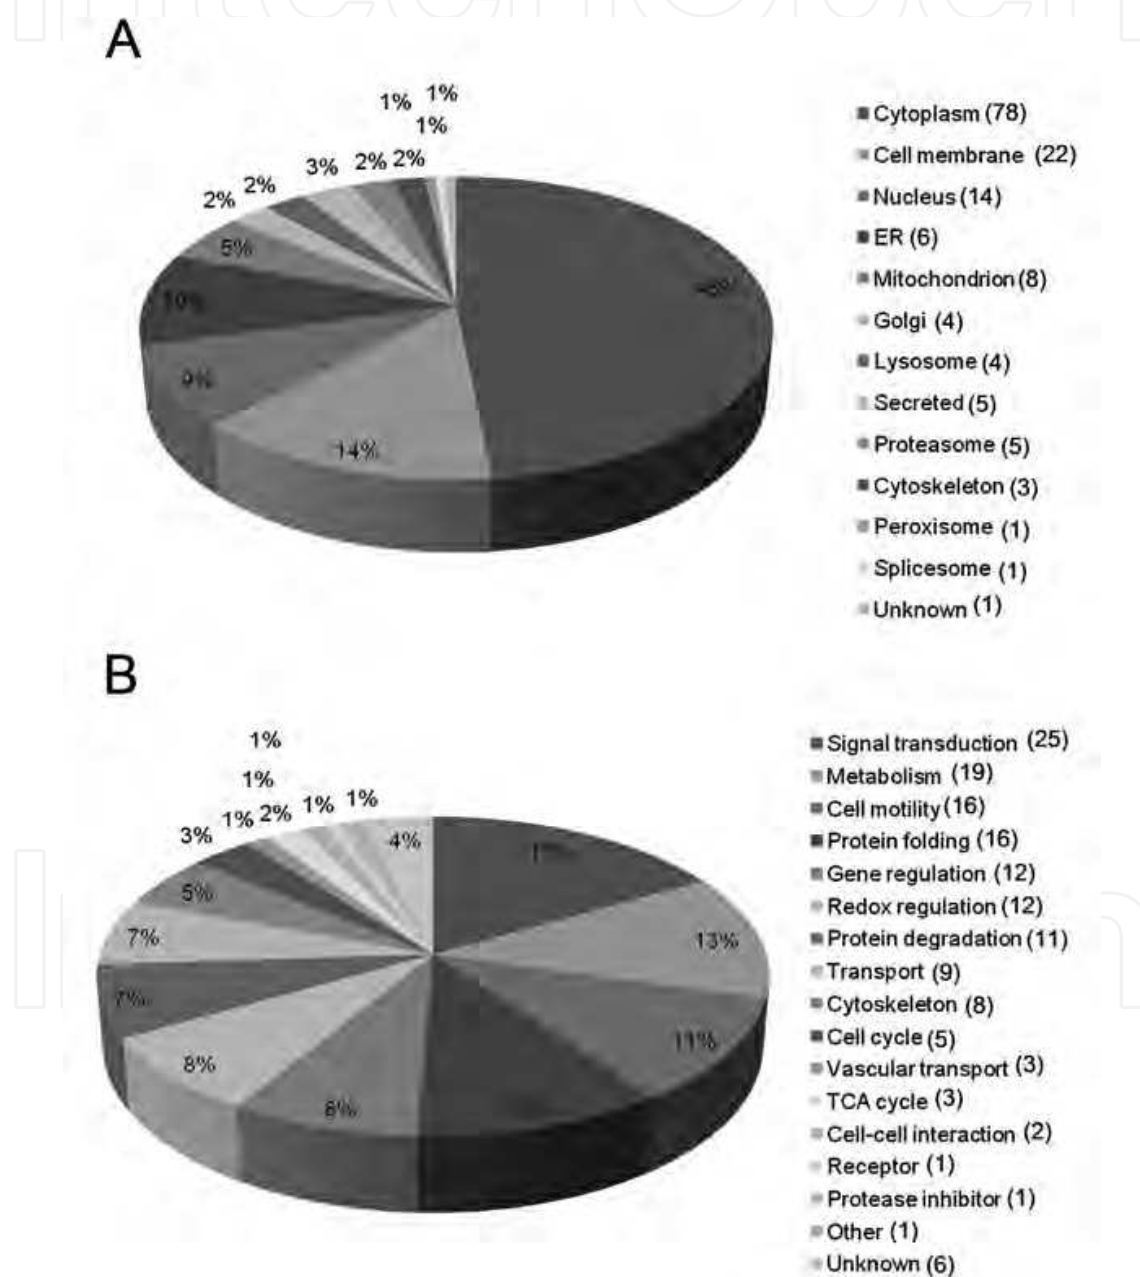 A
1% 1%
1%
3% 2% 2%
2% 2%
5%
10%
9%
14%
Cytoplasm (78)
Cell membrane (22)
Nucleus (14)
ER (6)
Mitochondrion (8)
Golgi (4)
Lysosome (4)
Secreted (5)
Proteasome (5)
Cytoskeleton (3)
Peroxisome (1)
Splicesome (1)
Unknown (1)
B
1%
1%
3% 1% 2% 1% 1%
4%
5%
13%
7%
7%
11%
8%
8%
Signal transduction (25)
Metabolism (19)
Cell motility (16)
Protein folding (16)
Gene regulation (12)
Redox regulation (12)
Protein degradation (11)
Transport (9)
Cytoskeleton (8)
Cell cycle (5)
Vascular transport (3)
TCA cycle (3)
Cell-cell interaction (2)
Receptor (1)
Protease inhibitor (1)
Other (1)
Unknown (6)